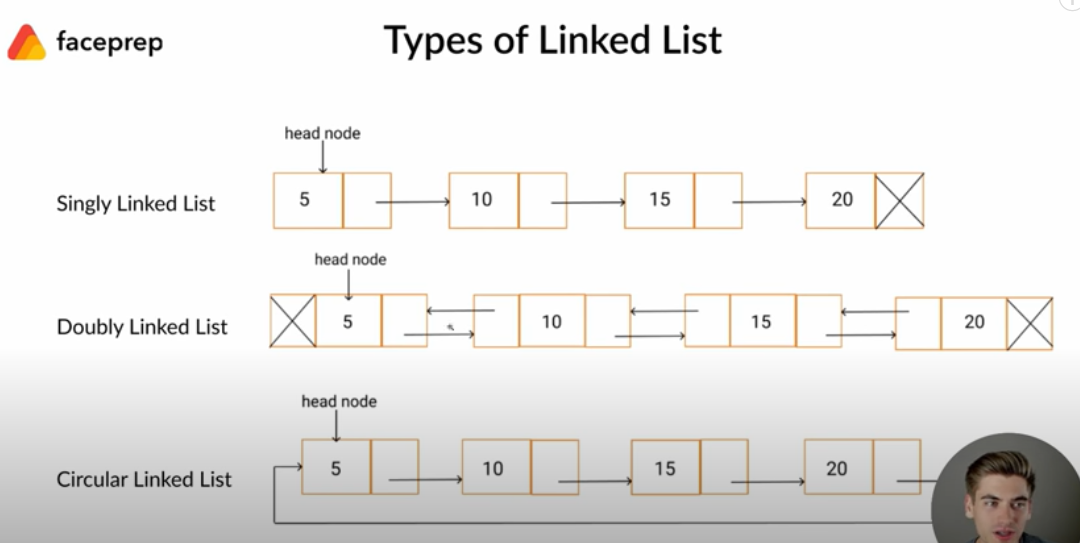 faceprep
Types of Linked List
head node
Singly Linked List
5
10
15
20
head node
Doubly Linked List
5
10
15
20
head node
Circular Linked List
5
10
15
20